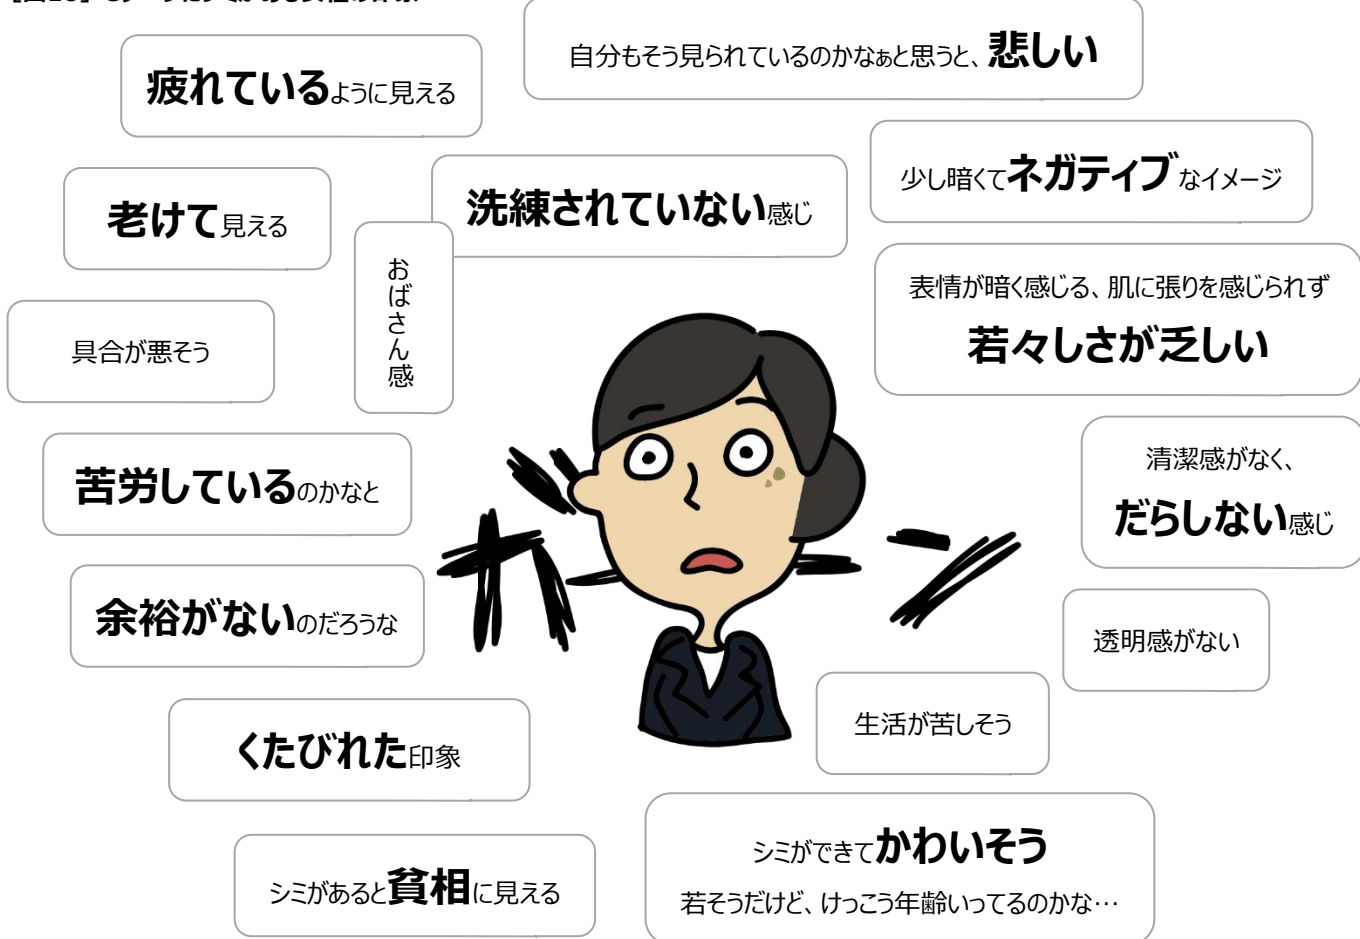 自分もそう見られているのかなぁと思うと、悲しい
疲れているように見える
少し暗くてネガティブなイメージ
洗練されていない感じ
老けて見える
おばさん感
表情が暗く感じる、肌に張りを感じられず
若々しさが乏しい
具合が悪そう
清潔感がなく、
だらしない感じ
苦労しているのかなと
ガーン
余裕がないのだろうな
透明感がない
生活が苦しそう
くたびれた印象
シミができてかわいそう
若そうだけど、けっこう年齢いってるのかな…
シミがあると貧相に見える